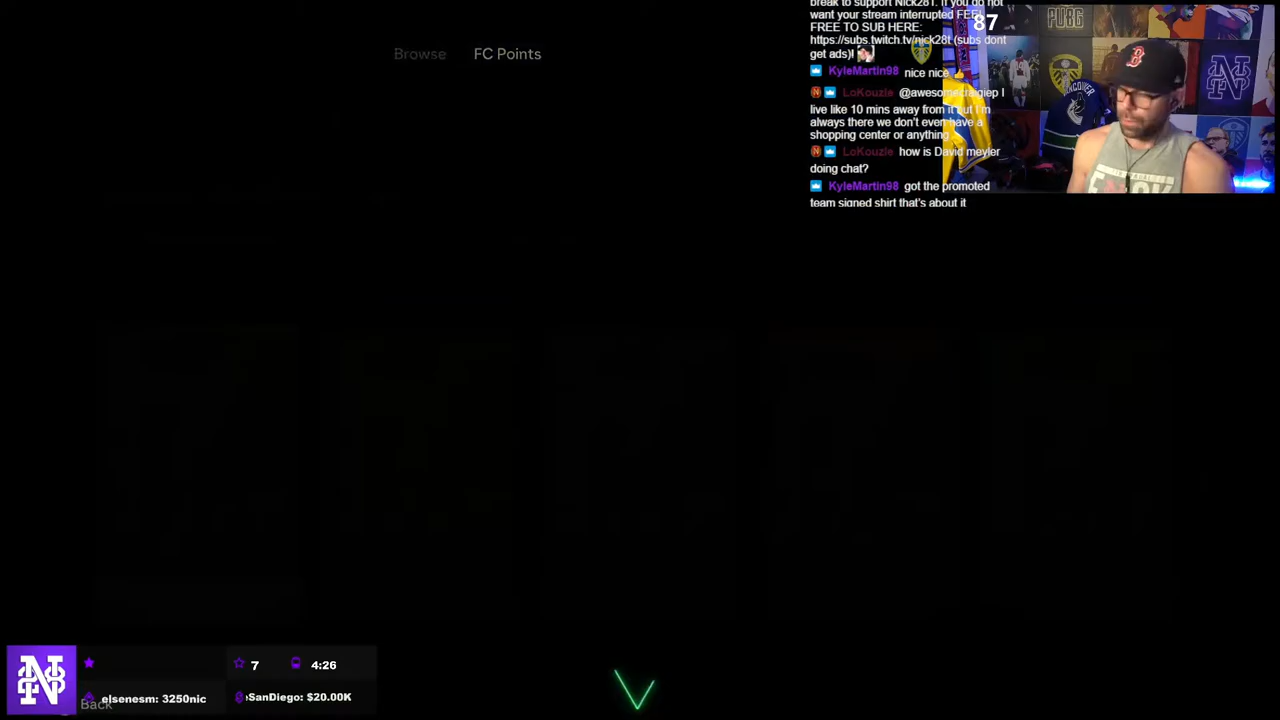 Browse FC Points
break to support Nick28T. If you do not
want your stream interrupted FEEL
FREE TO SUB HERE:
https://subs.twitch.tv/nick28t (subs dont
get ads)!
KyleMartin98 nice nice
LoKouzie @awesomecraigiep I
live like 10 mins away from it but I'm
always there we don't even have a
shopping center or anything
LoKouzie how is David meyler
doing chat?
KyleMartin98 got the promoted
team signed shirt that's about it
87
PUBG
7 4:26
elsenesm: 3250nic
eSanDiego: $20.00K
Back